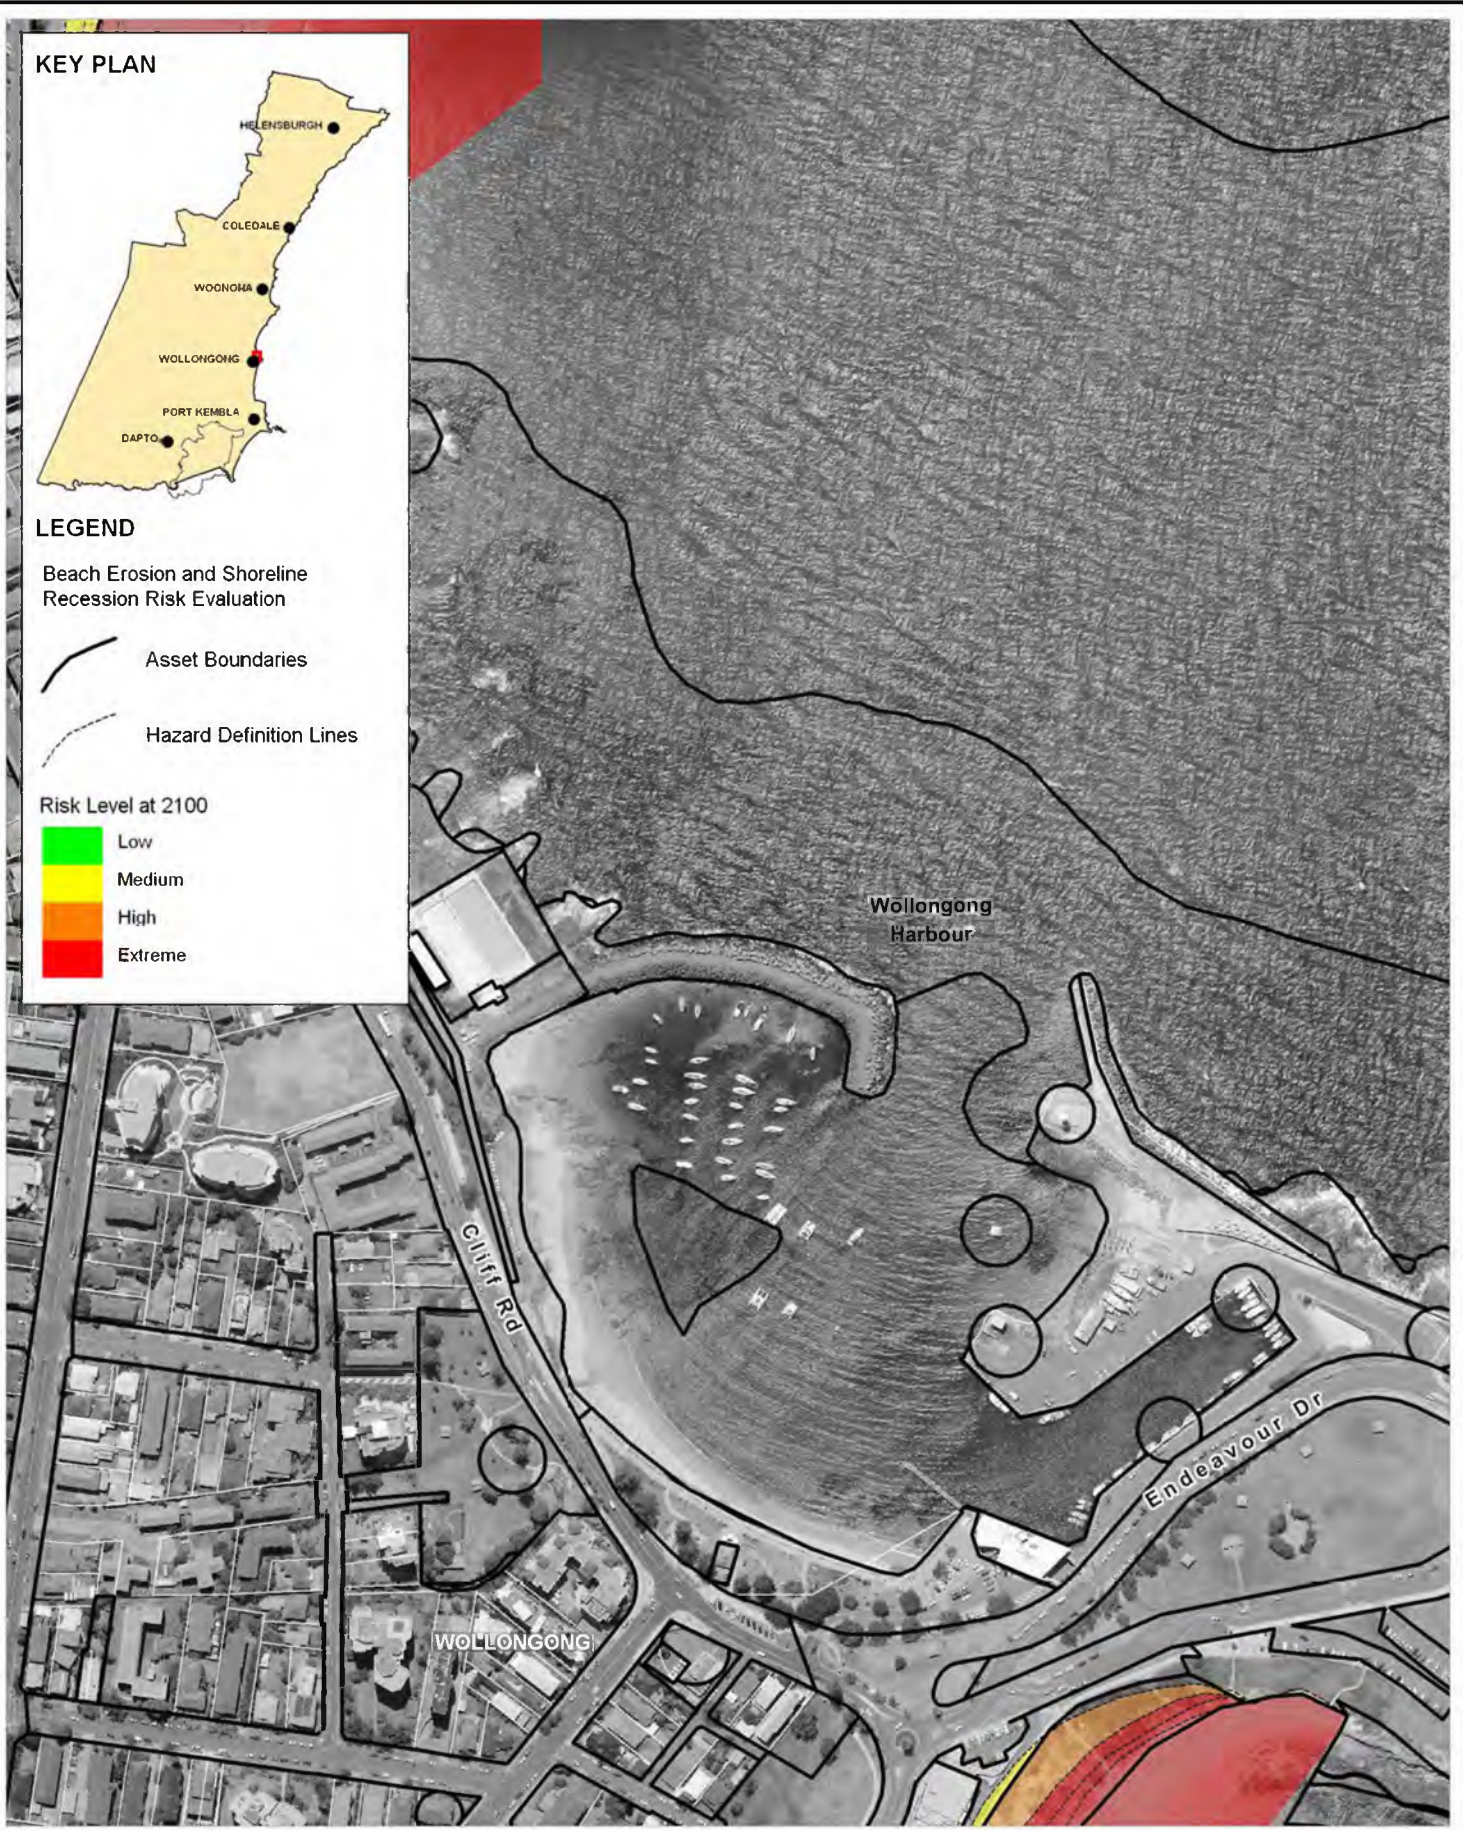 KEY PLAN
HELENSBURGH
COLEDALE
WOONONA
WOLLONGONG
PORT KEMBLA
DAPTO
LEGEND
Beach Erosion and Shoreline
Recession Risk Evaluation
Asset Boundaries
Hazard Definition Lines
Risk Level at 2100
Low
Medium
High
Extreme
Wollongong
Harbour
Cliff Rd
Endeavour Dr
WOLLONGONG